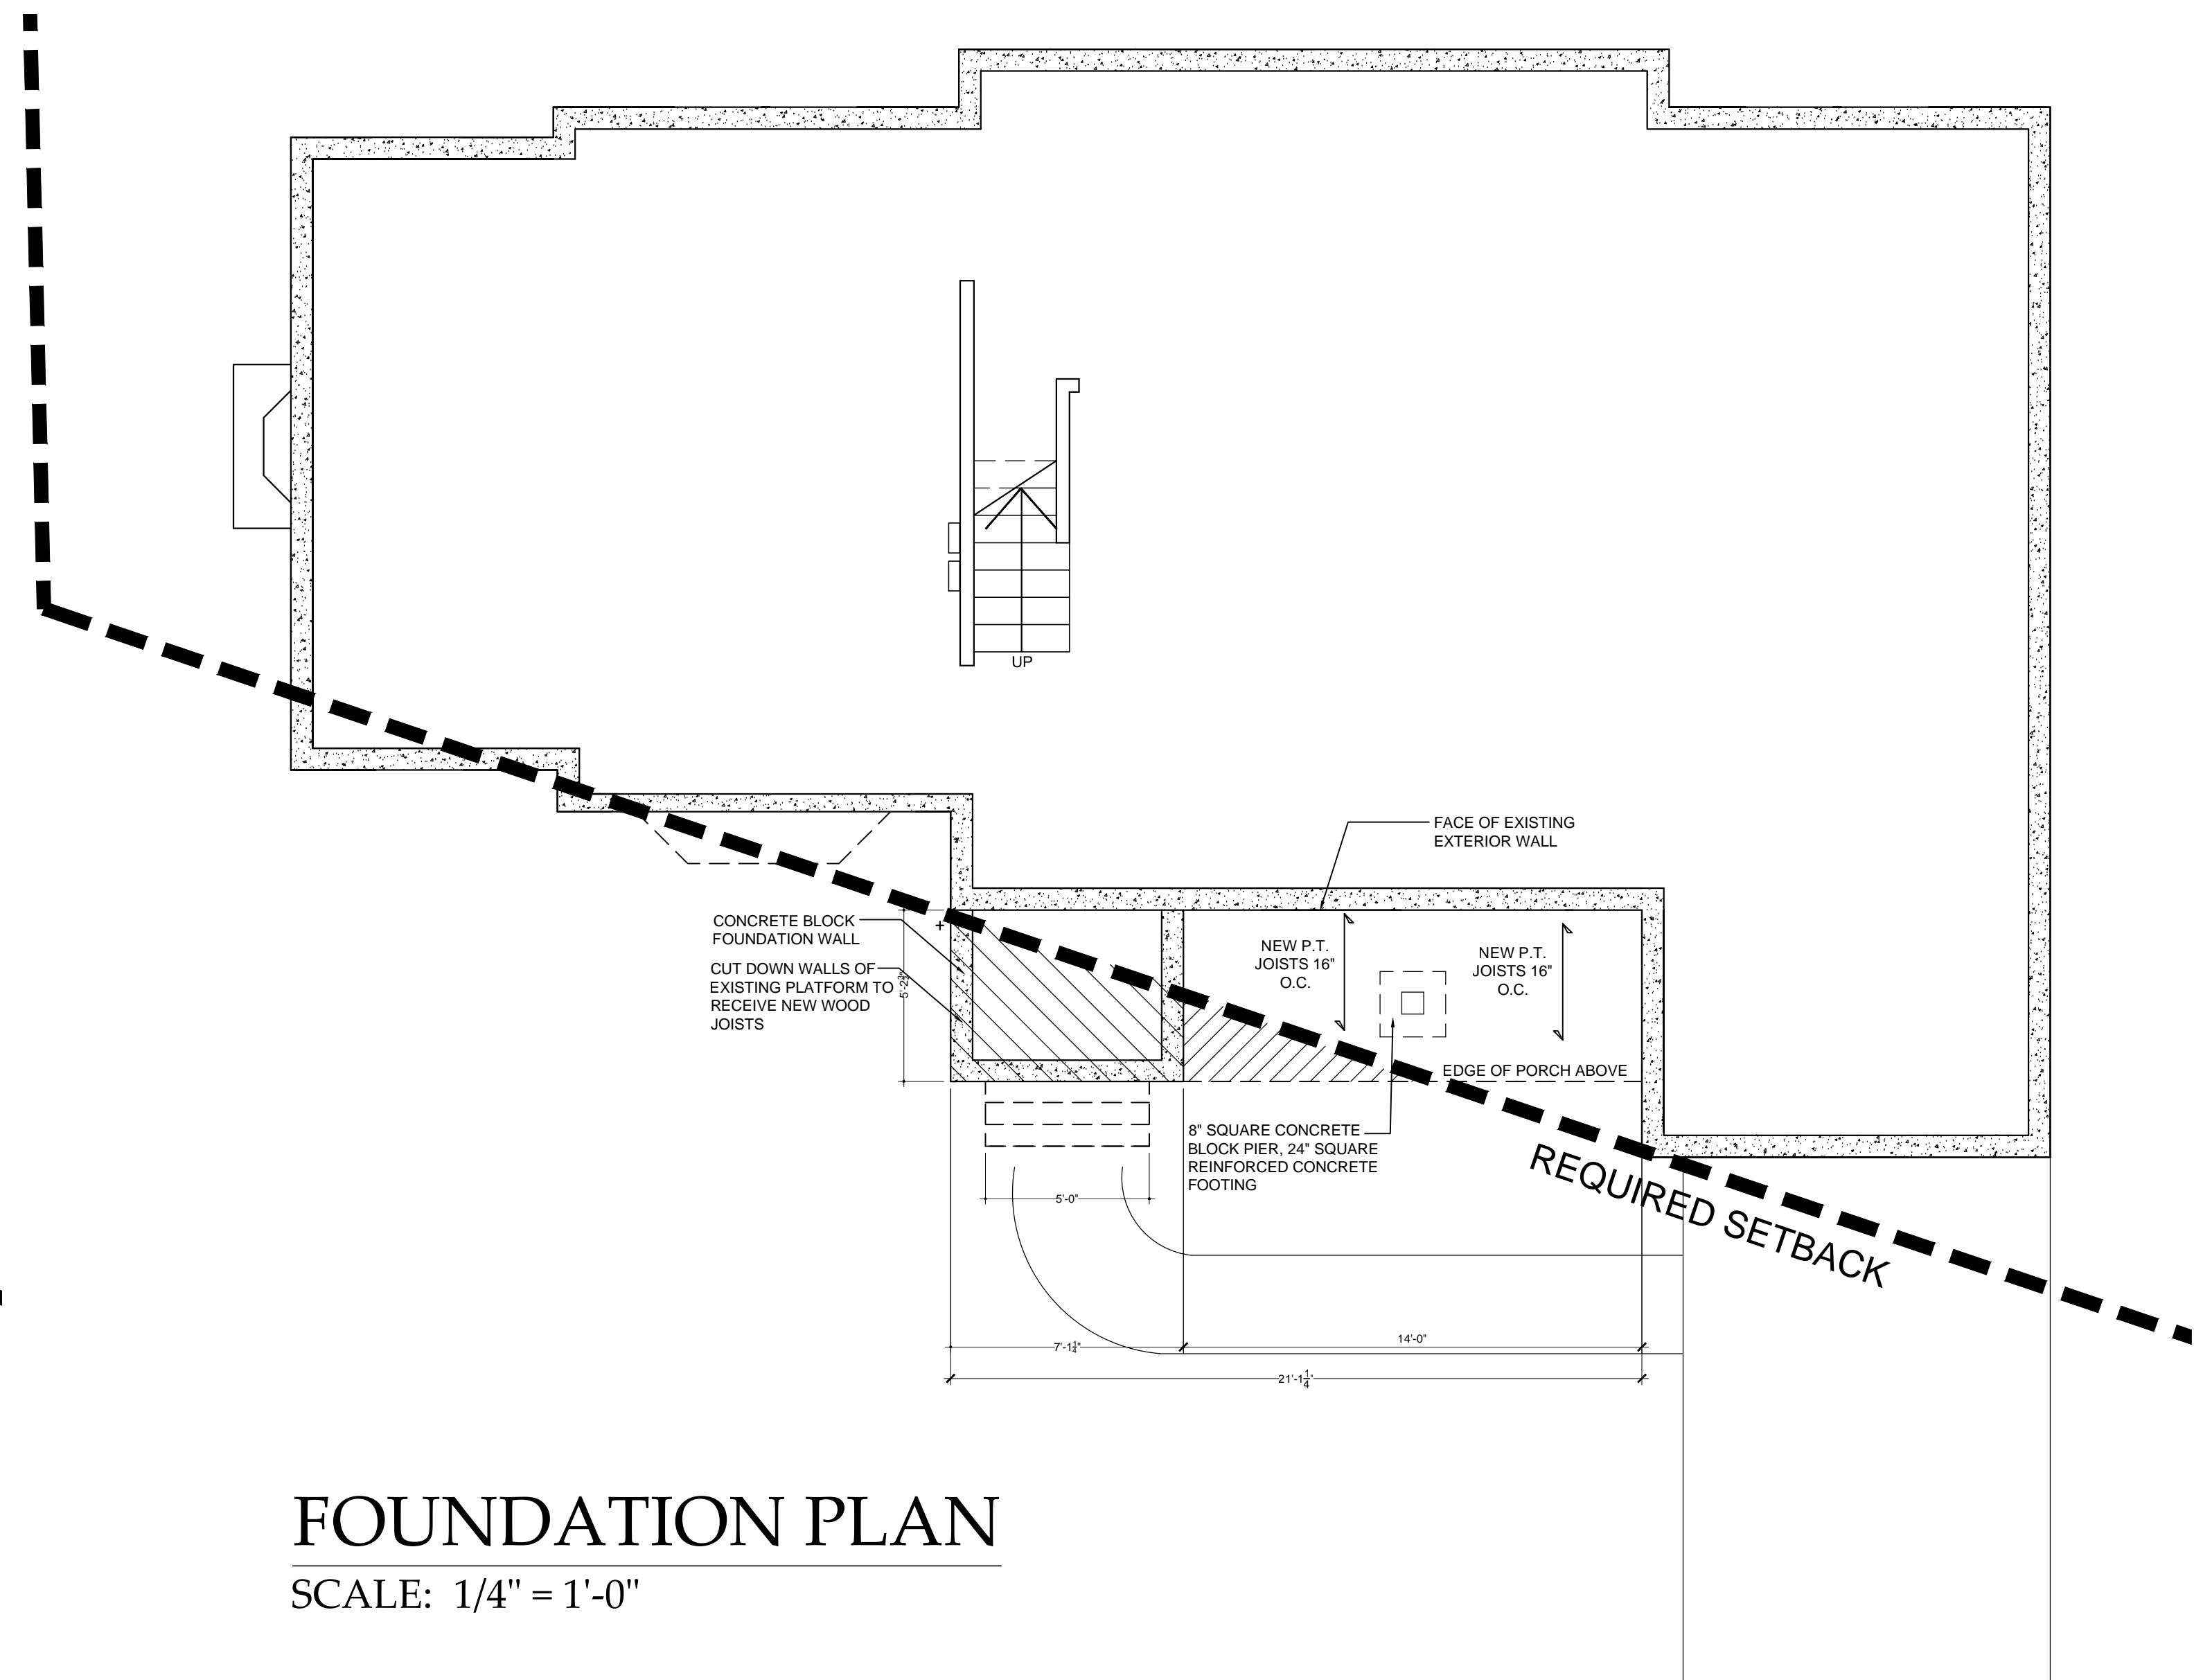 UP
FACE OF EXISTING
EXTERIOR WALL
CONCRETE BLOCK
FOUNDATION WALL
CUT DOWN WALLS OF
EXISTING PLATFORM TO
RECEIVE NEW WOOD
JOISTS
5'-2¾"
NEW P.T.
JOISTS 16"
O.C.
NEW P.T.
JOISTS 16"
O.C.
EDGE OF PORCH ABOVE
8" SQUARE CONCRETE
BLOCK PIER, 24" SQUARE
REINFORCED CONCRETE
FOOTING
REQUIRED SETBACK
5'-0"
7'-1¼"
14'-0"
21'-1¼"
FOUNDATION PLAN
SCALE: 1/4" = 1'-0"